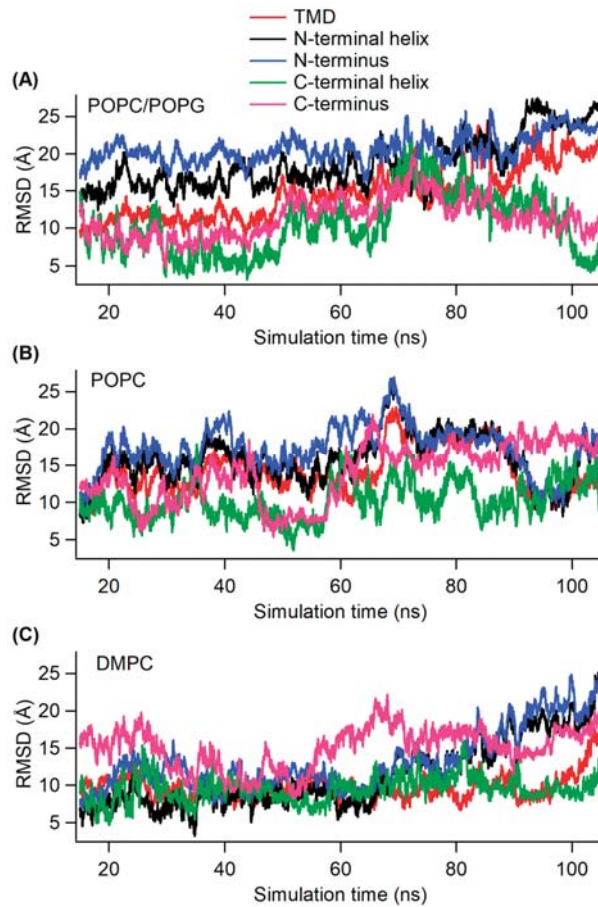 TMD
N-terminal helix
N-terminus
C-terminal helix
C-terminus
(A)
POPC/POPG
25
20
15
10
5
RMSD (Å)
20 40 60 80 100
Simulation time (ns)
(B)
POPC
25
20
15
10
5
RMSD (Å)
20 40 60 80 100
Simulation time (ns)
(C)
DMPC
25
20
15
10
5
RMSD (Å)
20 40 60 80 100
Simulation time (ns)